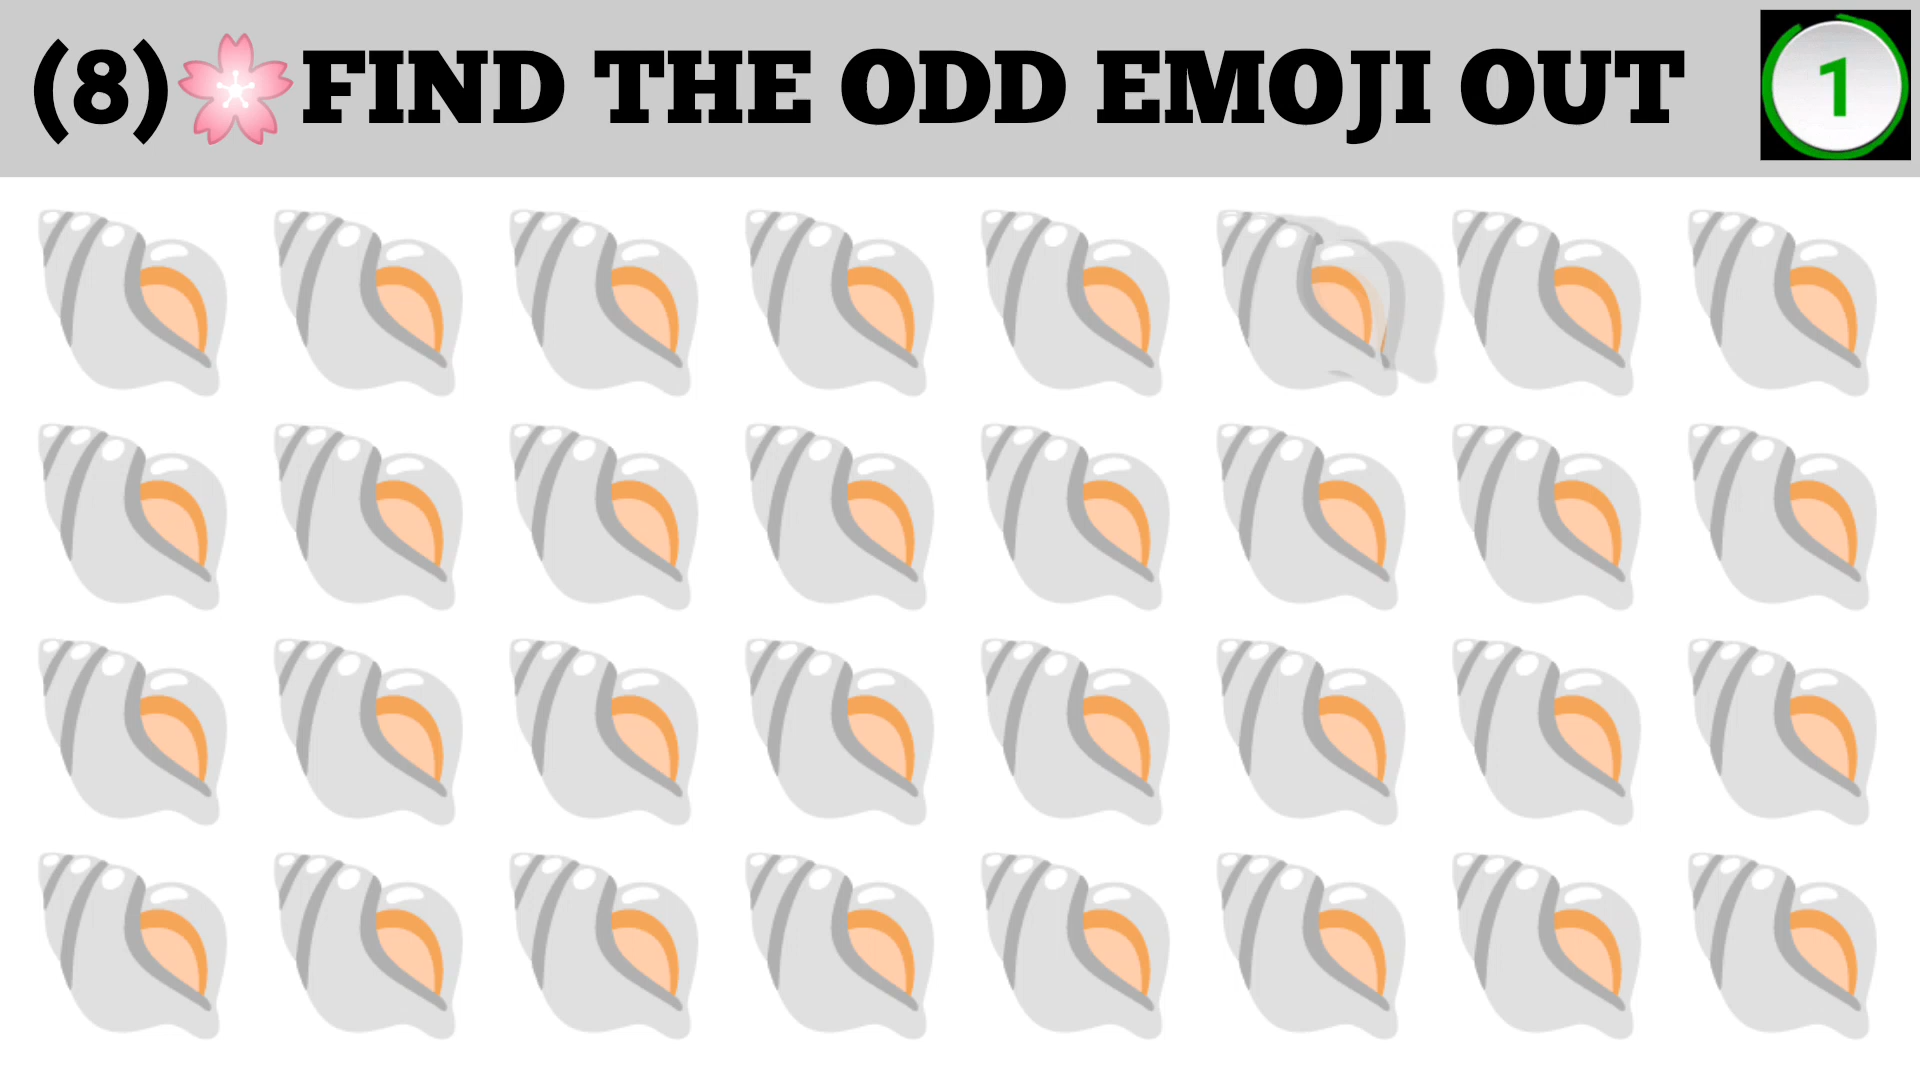 (8)🌸FIND THE ODD EMOJI OUT
1